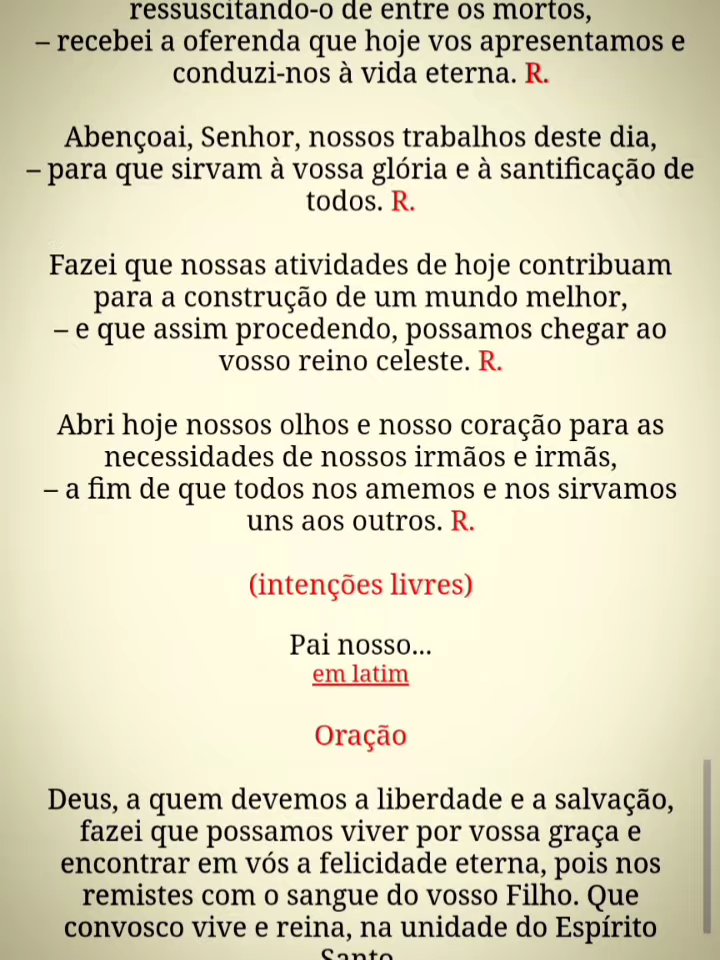 ressuscitando-o de entre os mortos,
– recebei a oferenda que hoje vos apresentamos e
conduzi-nos à vida eterna. R.
Abençoai, Senhor, nossos trabalhos deste dia,
– para que sirvam à vossa glória e à santificação de
todos. R.
Fazei que nossas atividades de hoje contribuam
para a construção de um mundo melhor,
– e que assim procedendo, possamos chegar ao
vosso reino celeste. R.
Abri hoje nossos olhos e nosso coração para as
necessidades de nossos irmãos e irmãs,
– a fim de que todos nos amemos e nos sirvamos
uns aos outros. R.
(intenções livres)
Pai nosso...
em latim
Oração
Deus, a quem devemos a liberdade e a salvação,
fazei que possamos viver por vossa graça e
encontrar em vós a felicidade eterna, pois nos
remistes com o sangue do vosso Filho. Que
convosco vive e reina, na unidade do Espírito
Santo